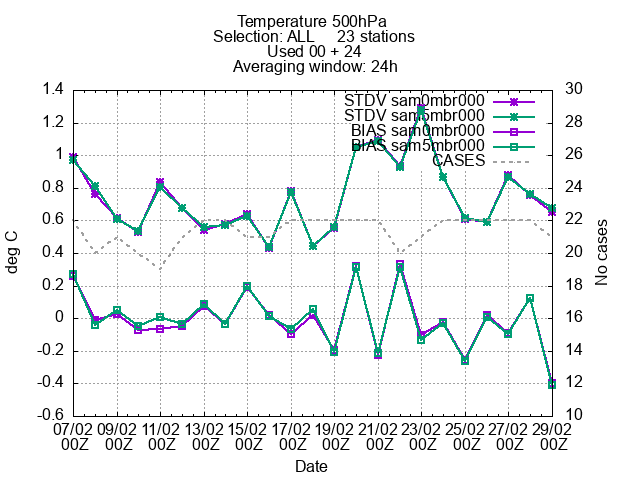 Temperature 500hPa
Selection: ALL 23 stations
Used 00 + 24
Averaging window: 24h
STDV sam0mbr000
STDV sam5mbr000
BIAS sam0mbr000
BIAS sam5mbr000
CASES
deg C
1.4
1.2
1
0.8
0.6
0.4
0.2
0
-0.2
-0.4
-0.6
30
28
26
24
22
20
18
16
14
12
10
No cases
07/02 09/02 11/02 13/02 15/02 17/02 19/02 21/02 23/02 25/02 27/02 29/02
00Z 00Z 00Z 00Z 00Z 00Z 00Z 00Z 00Z 00Z 00Z 00Z
Date